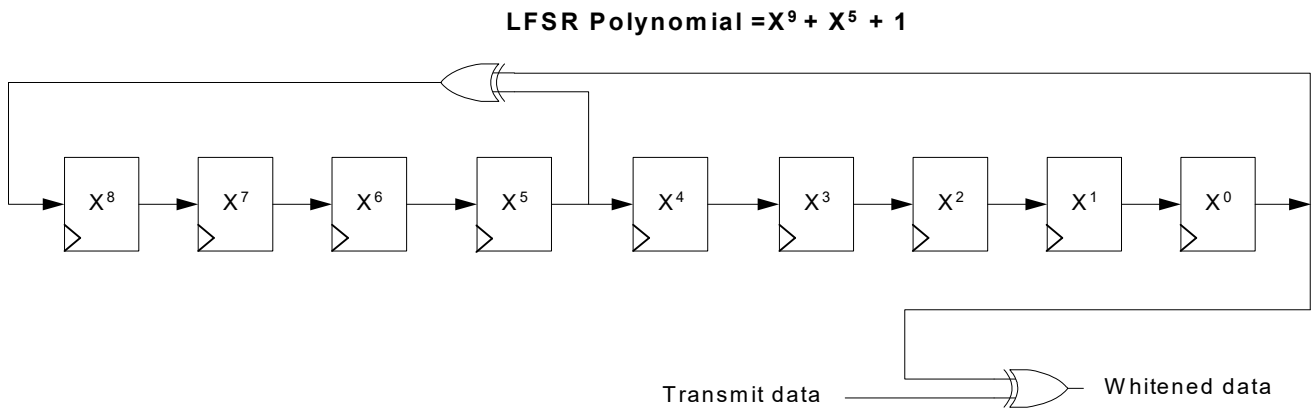 LFSR Polynomial =X⁹ + X⁵ + 1
X⁸ X⁷ X⁶ X⁵ X⁴ X³ X² X¹ X⁰
Transmit data Whitened data